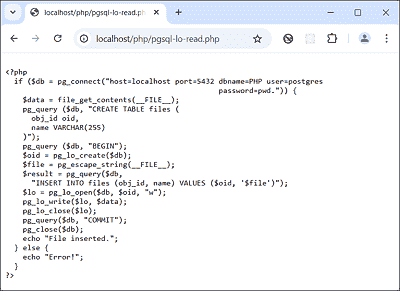 localhost/php/pgsql-lo-read.php
localhost/php/pgsql-lo-read.php
<?php
  if ($db = pg_connect("host=localhost port=5432 dbname=PHP user=postgres
                                                 password=pwd.")) {
    $data = file_get_contents(__FILE__);
    pg_query ($db, "CREATE TABLE files (
      obj_id oid,
      name VARCHAR(255)
    )");
    pg_query ($db, "BEGIN");
    $oid = pg_lo_create($db);
    $file = pg_escape_string(__FILE__);
    $result = pg_query($db,
      "INSERT INTO files (obj_id, name) VALUES ($oid, '$file')");
    $lo = pg_lo_open($db, $oid, "w");
    pg_lo_write($lo, $data);
    pg_lo_close($lo);
    pg_query($db, "COMMIT");
    pg_close($db);
    echo "File inserted.";
  } else {
    echo "Error!";
  }
?>